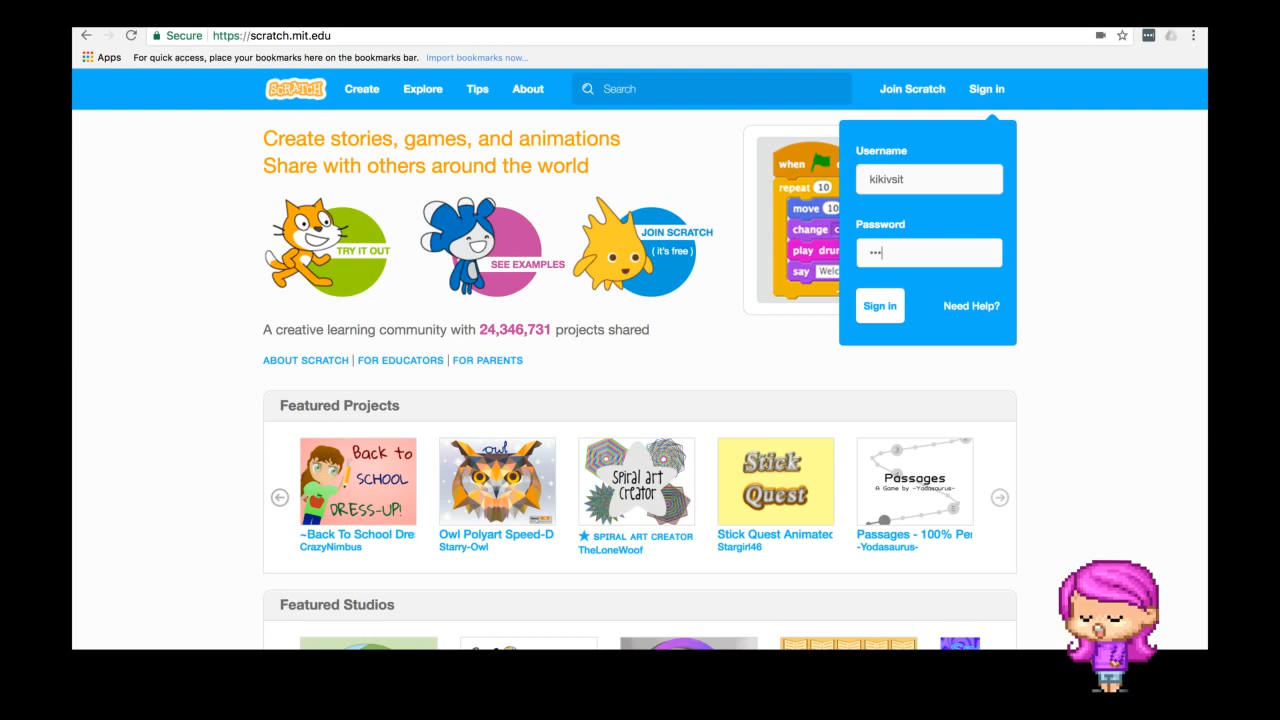 Secure https://scratch.mit.edu
Apps For quick access, place your bookmarks here on the bookmarks bar. Import bookmarks now...
SCRATCH Create Explore Tips About Search Join Scratch Sign in
Create stories, games, and animations
Share with others around the world
TRY IT OUT
SEE EXAMPLES
JOIN SCRATCH
( it's free )
when
repeat 10
move 10
change
play drum
say Welc
Username
kikivsit
Password
•••
Sign in Need Help?
A creative learning community with 24,346,731 projects shared
ABOUT SCRATCH | FOR EDUCATORS | FOR PARENTS
Featured Projects
Back to
SCHOOL
DRESS-UP!
owl
Spiral art
Creator
Stick
Quest
Passages
A Game by -Yodasaurus-
~Back To School Dre
CrazyNimbus
Owl Polyart Speed-D
Starry-Owl
★ SPIRAL ART CREATOR
TheLoneWoof
Stick Quest Animated
Stargirl46
Passages - 100% Per
-Yodasaurus-
Featured Studios